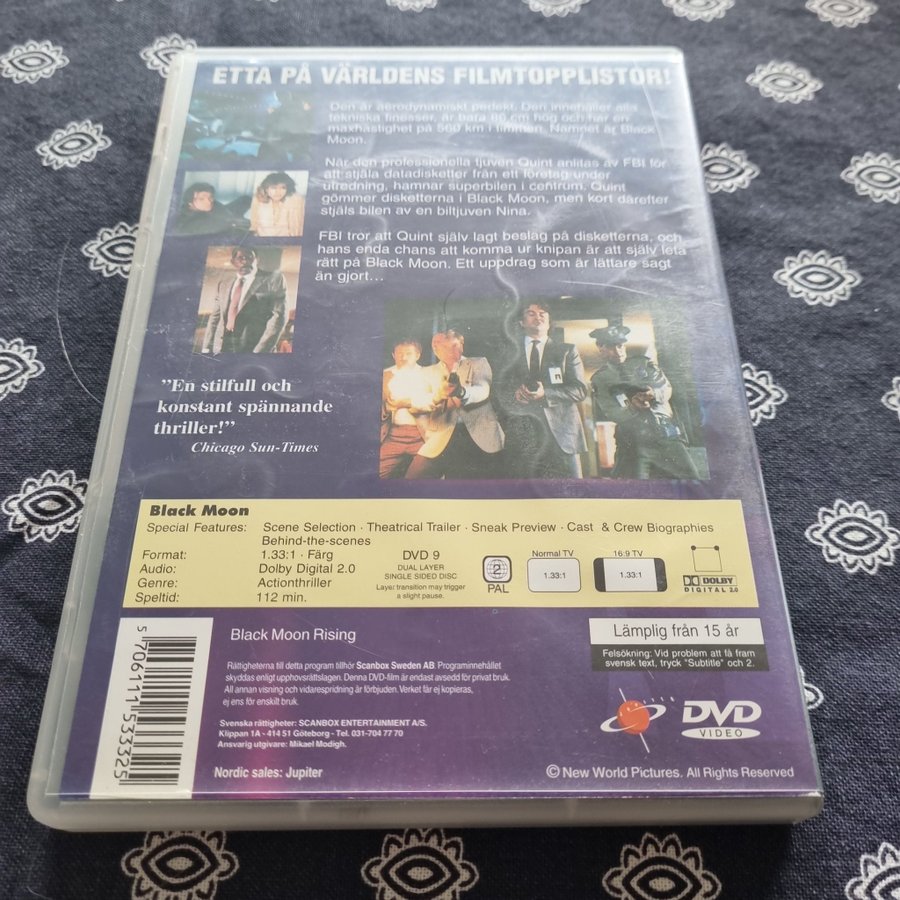 ETTA PÅ VÄRLDENS FILMTOPPLISTOR!
Den är aerodynamiskt perfekt. Den innehåller alla
tekniska finesser, är bara 90 cm hög och har en
maxhastighet på 560 km i timmen. Namnet är Black
Moon.
När den professionella tjuven Quint anlitas av FBI för
att stjäla datadisketter från ett företag under
utredning, hamnar superbilen i centrum. Quint
gömmer disketterna i Black Moon, men kort därefter
stjäls bilen av en biltjuven Nina.
FBI tror att Quint själv lagt beslag på disketterna, och
hans enda chans att komma ur knipan är att själv leta
rätt på Black Moon. Ett uppdrag som är lättare sagt
än gjort...
"En stilfull och
konstant spännande
thriller!"
Chicago Sun-Times
Black Moon
Special Features: Scene Selection · Theatrical Trailer · Sneak Preview · Cast & Crew Biographies
Behind-the-scenes
Format: 1.33:1 · Färg
Audio: Dolby Digital 2.0
Genre: Actionthriller
Speltid: 112 min.
DVD 9
DUAL LAYER
SINGLE SIDED DISC
Layer transition may trigger
a slight pause.
2
PAL
Normal TV
1.33:1
16:9 TV
1.33:1
DOLBY
DIGITAL 2.0
5 706111 533325
Black Moon Rising
Lämplig från 15 år
Felsökning: Vid problem att få fram
svensk text, tryck "Subtitle" och 2.
Rättigheterna till detta program tillhör Scanbox Sweden AB. Programinnehållet
skyddas enligt upphovsrättslagen. Denna DVD-film är endast avsedd för privat bruk.
All annan visning och vidarespridning är förbjuden. Verket får ej kopieras,
ej ens för enskilt bruk.
Svenska rättigheter: SCANBOX ENTERTAINMENT A/S.
Klippan 1A - 414 51 Göteborg - Tel. 031-704 77 70
Ansvarig utgivare: Mikael Modigh.
JUPITER
DVD
VIDEO
Nordic sales: Jupiter
© New World Pictures. All Rights Reserved